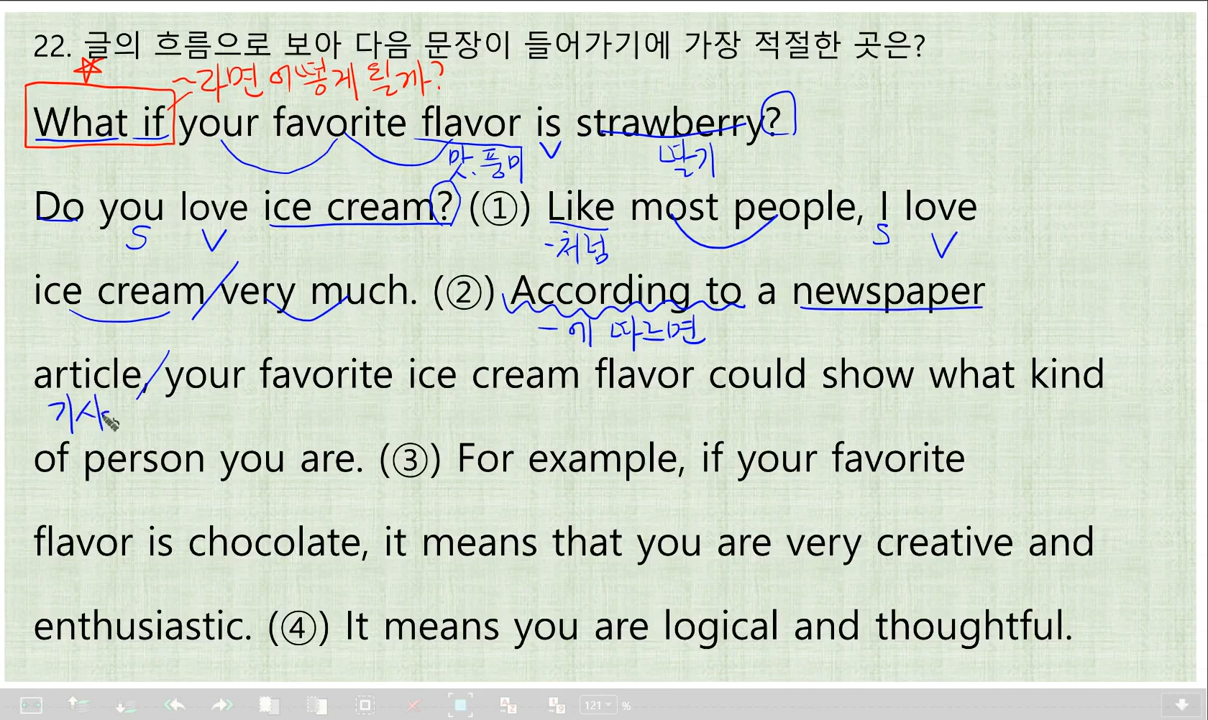 22. 글의 흐름으로 보아 다음 문장이 들어가기에 가장 적절한 곳은?
~라면 어떻게 될까?
What if your favorite flavor is strawberry?
맛.풍미 V 딸기
Do you love ice cream? (①) Like most people, I love
S V -처럼 S V
ice cream very much. (②) According to a newspaper
-에 따르면
article, your favorite ice cream flavor could show what kind
기사
of person you are. (③) For example, if your favorite
flavor is chocolate, it means that you are very creative and
enthusiastic. (④) It means you are logical and thoughtful.
121 %